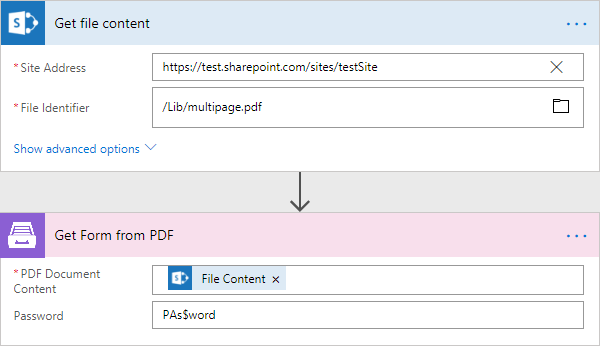 Get file content
* Site Address
https://test.sharepoint.com/sites/testSite
* File Identifier
/Lib/multipage.pdf
Show advanced options
Get Form from PDF
* PDF Document
Content
File Content ×
Password
PAs$word